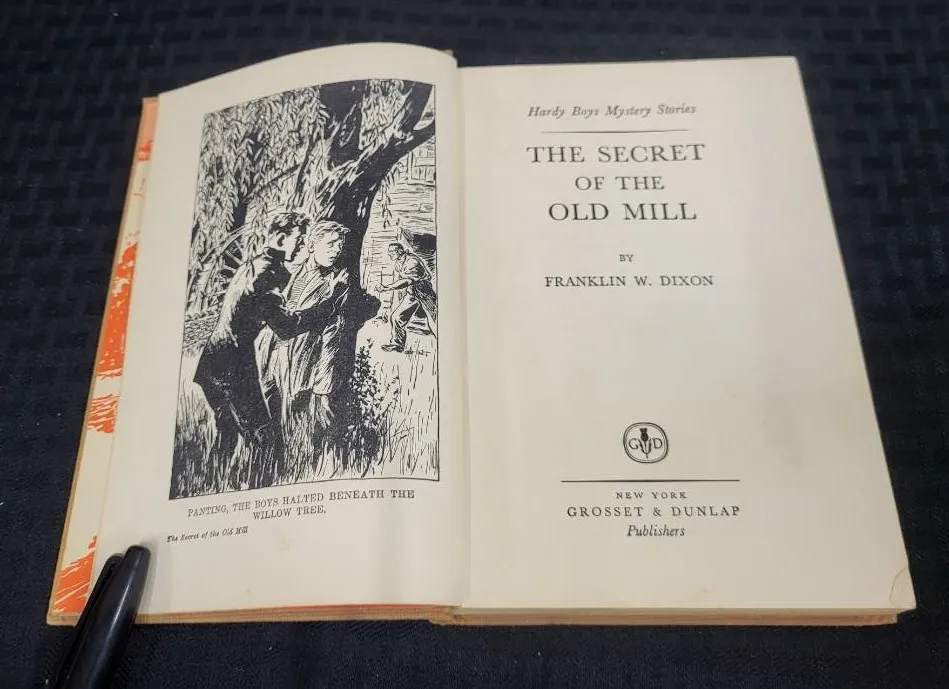 PANTING, THE BOYS HALTED BENEATH THE
WILLOW TREE.
The Secret of the Old Mill
Hardy Boys Mystery Stories
THE SECRET
OF THE
OLD MILL
BY
FRANKLIN W. DIXON
G D
NEW YORK
GROSSET & DUNLAP
Publishers